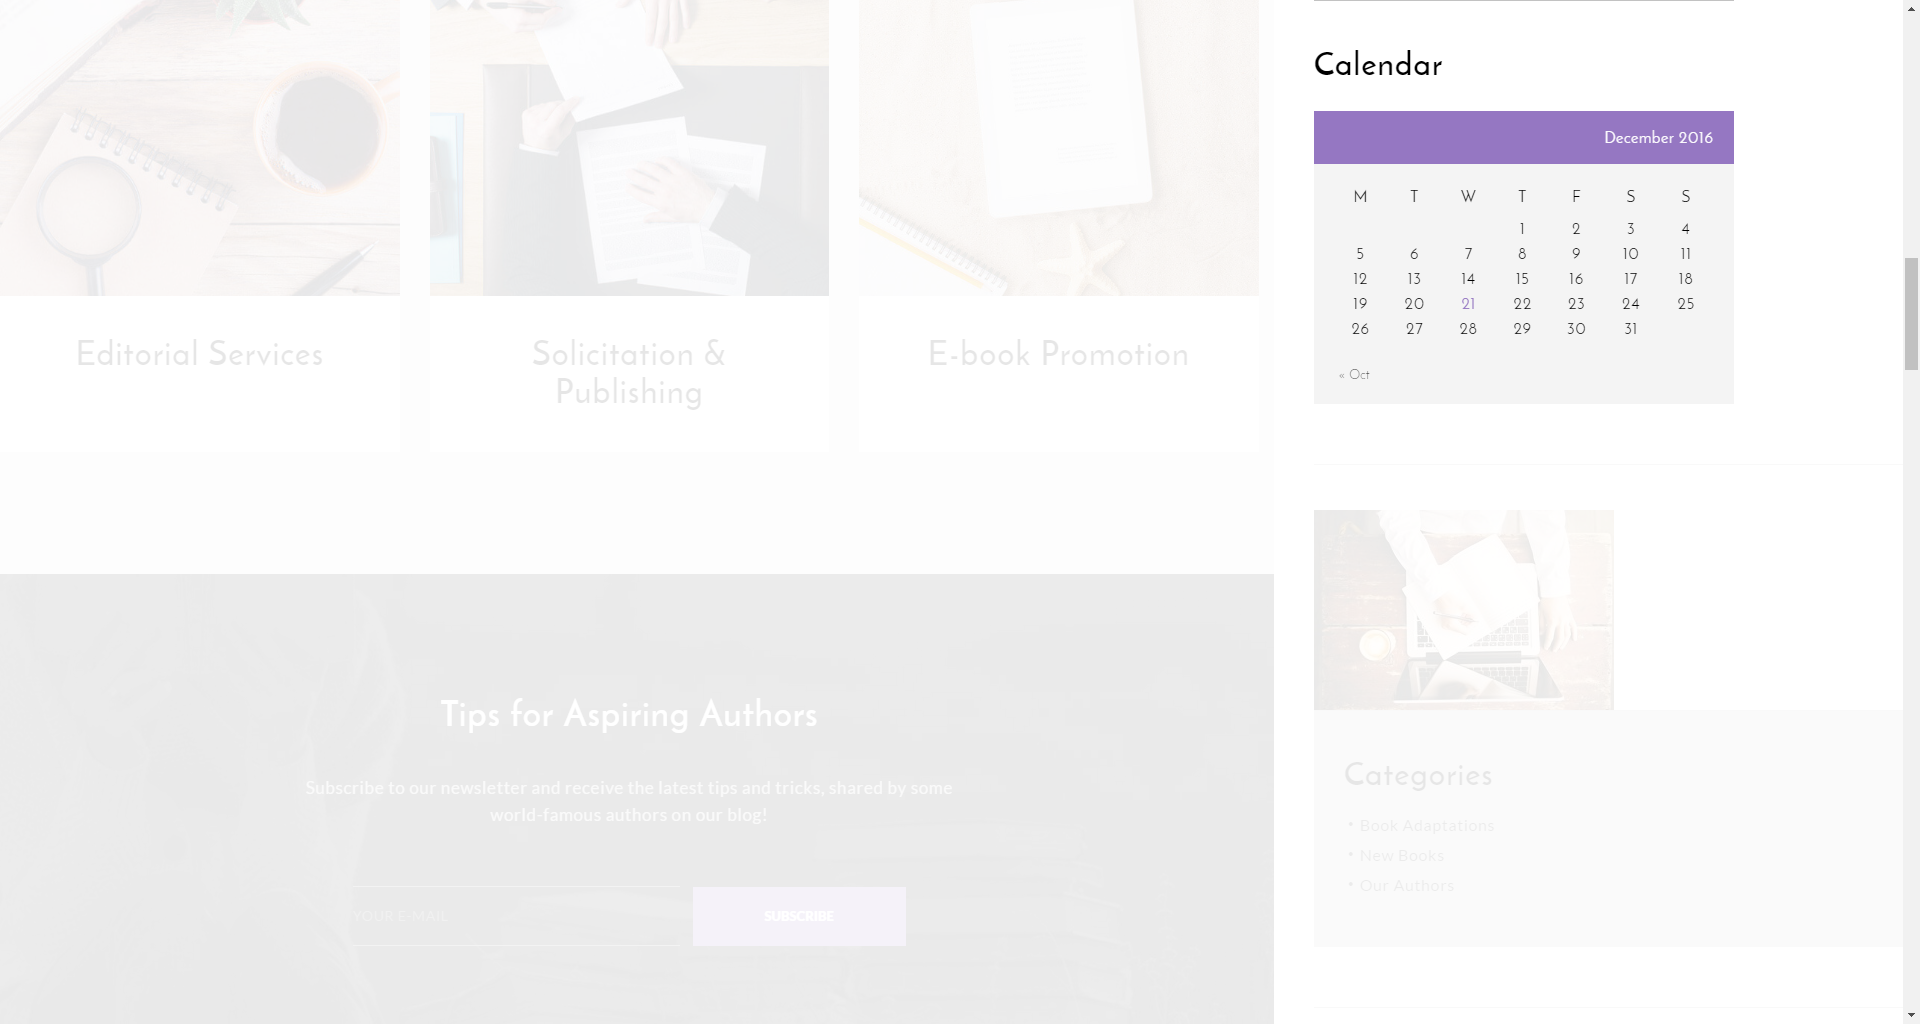 Editorial Services
Solicitation &
Publishing
E-book Promotion
Tips for Aspiring Authors
Subscribe to our newsletter and receive the latest tips and tricks, shared by some
world-famous authors on our blog!
YOUR E-MAIL
SUBSCRIBE
Calendar
December 2016
M T W T F S S
1 2 3 4
5 6 7 8 9 10 11
12 13 14 15 16 17 18
19 20 21 22 23 24 25
26 27 28 29 30 31
« Oct
Categories
• Book Adaptations
• New Books
• Our Authors